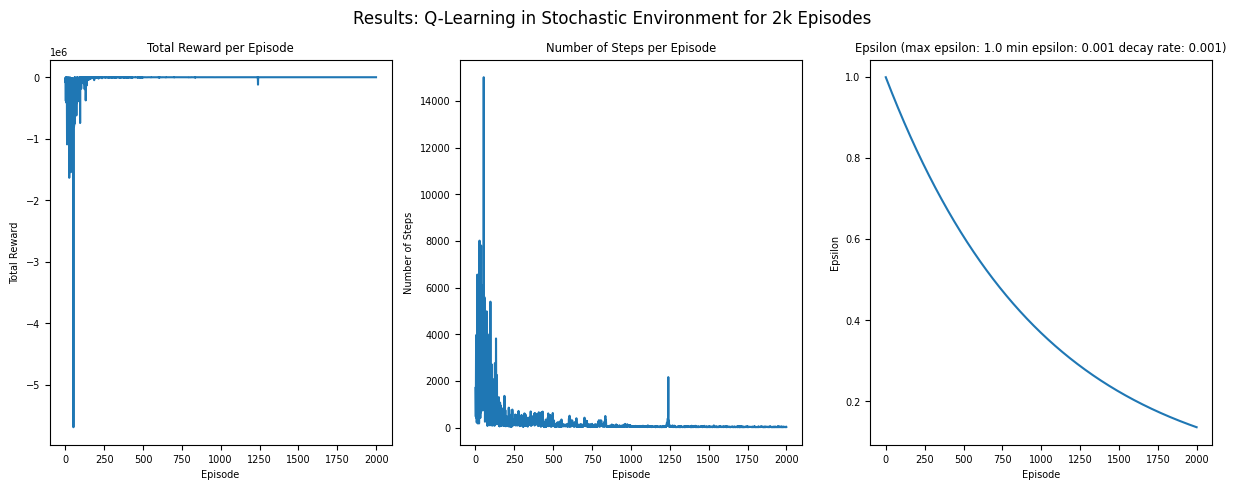 Results: Q-Learning in Stochastic Environment for 2k Episodes
Total Reward per Episode
1e6
0
−1
−2
−3
−4
−5
Total Reward
0 250 500 750 1000 1250 1500 1750 2000
Episode
Number of Steps per Episode
14000
12000
10000
8000
6000
4000
2000
0
Number of Steps
0 250 500 750 1000 1250 1500 1750 2000
Episode
Epsilon (max epsilon: 1.0 min epsilon: 0.001 decay rate: 0.001)
1.0
0.8
0.6
0.4
0.2
Epsilon
0 250 500 750 1000 1250 1500 1750 2000
Episode